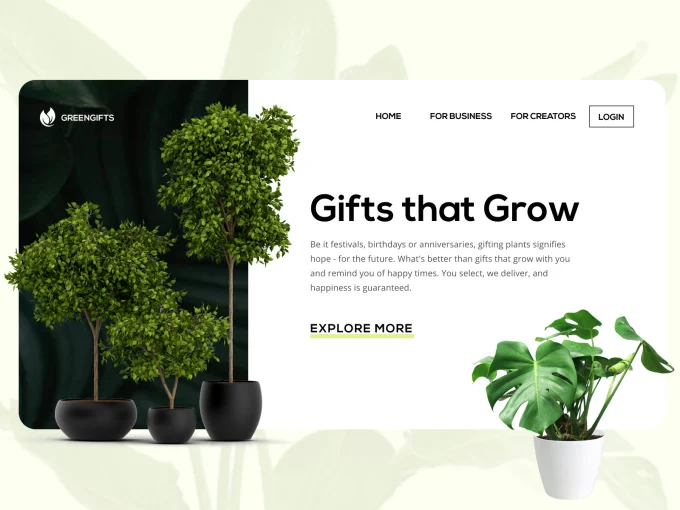 GREENGIFTS
HOME
FOR BUSINESS
FOR CREATORS
LOGIN
Gifts that Grow
Be it festivals, birthdays or anniversaries, gifting plants signifies
hope - for the future. What's better than gifts that grow with you
and remind you of happy times. You select, we deliver, and
happiness is guaranteed.
EXPLORE MORE